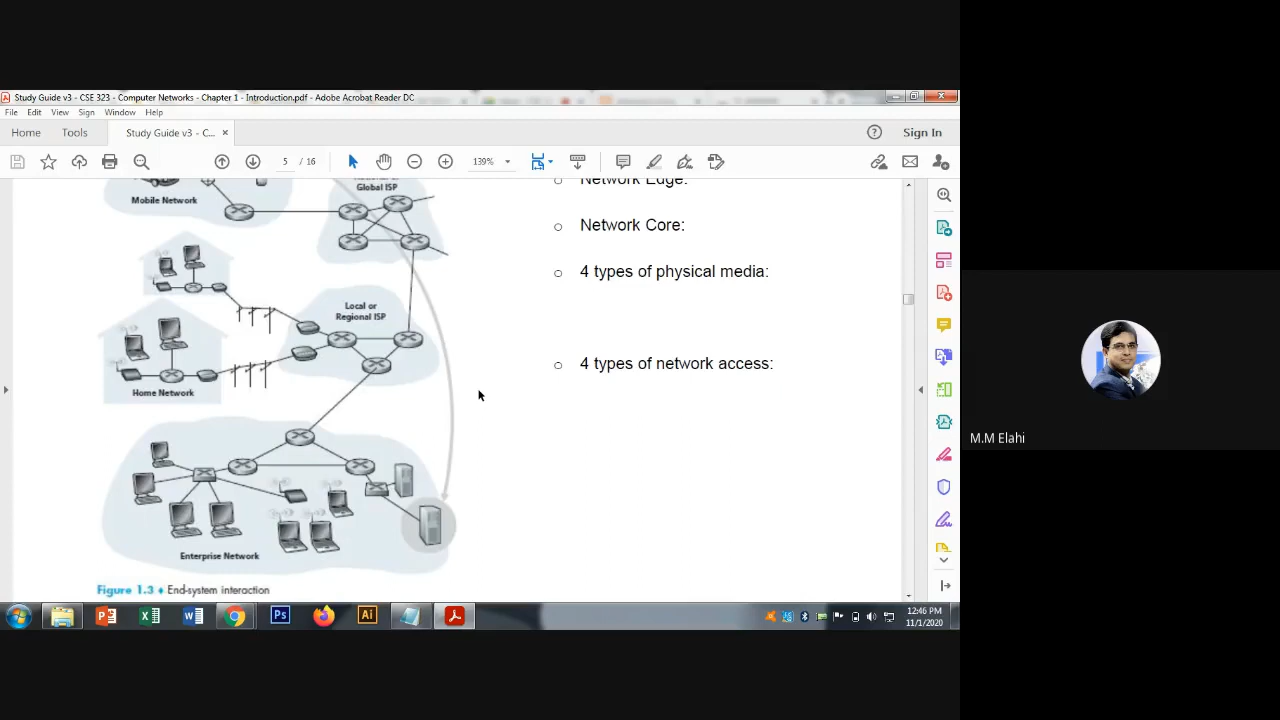 Study Guide v3 - CSE 323 - Computer Networks - Chapter 1 - Introduction.pdf - Adobe Acrobat Reader DC
File Edit View Sign Window Help
Home Tools Study Guide v3 - C... × Sign In
5 / 16 139%
Global ISP
Mobile Network
Local or
Regional ISP
Home Network
Enterprise Network
Figure 1.3 ♦ End-system interaction
○ Network Edge:
○ Network Core:
○ 4 types of physical media:
○ 4 types of network access:
M.M Elahi
Ps
Ai
12:46 PM
11/1/2020